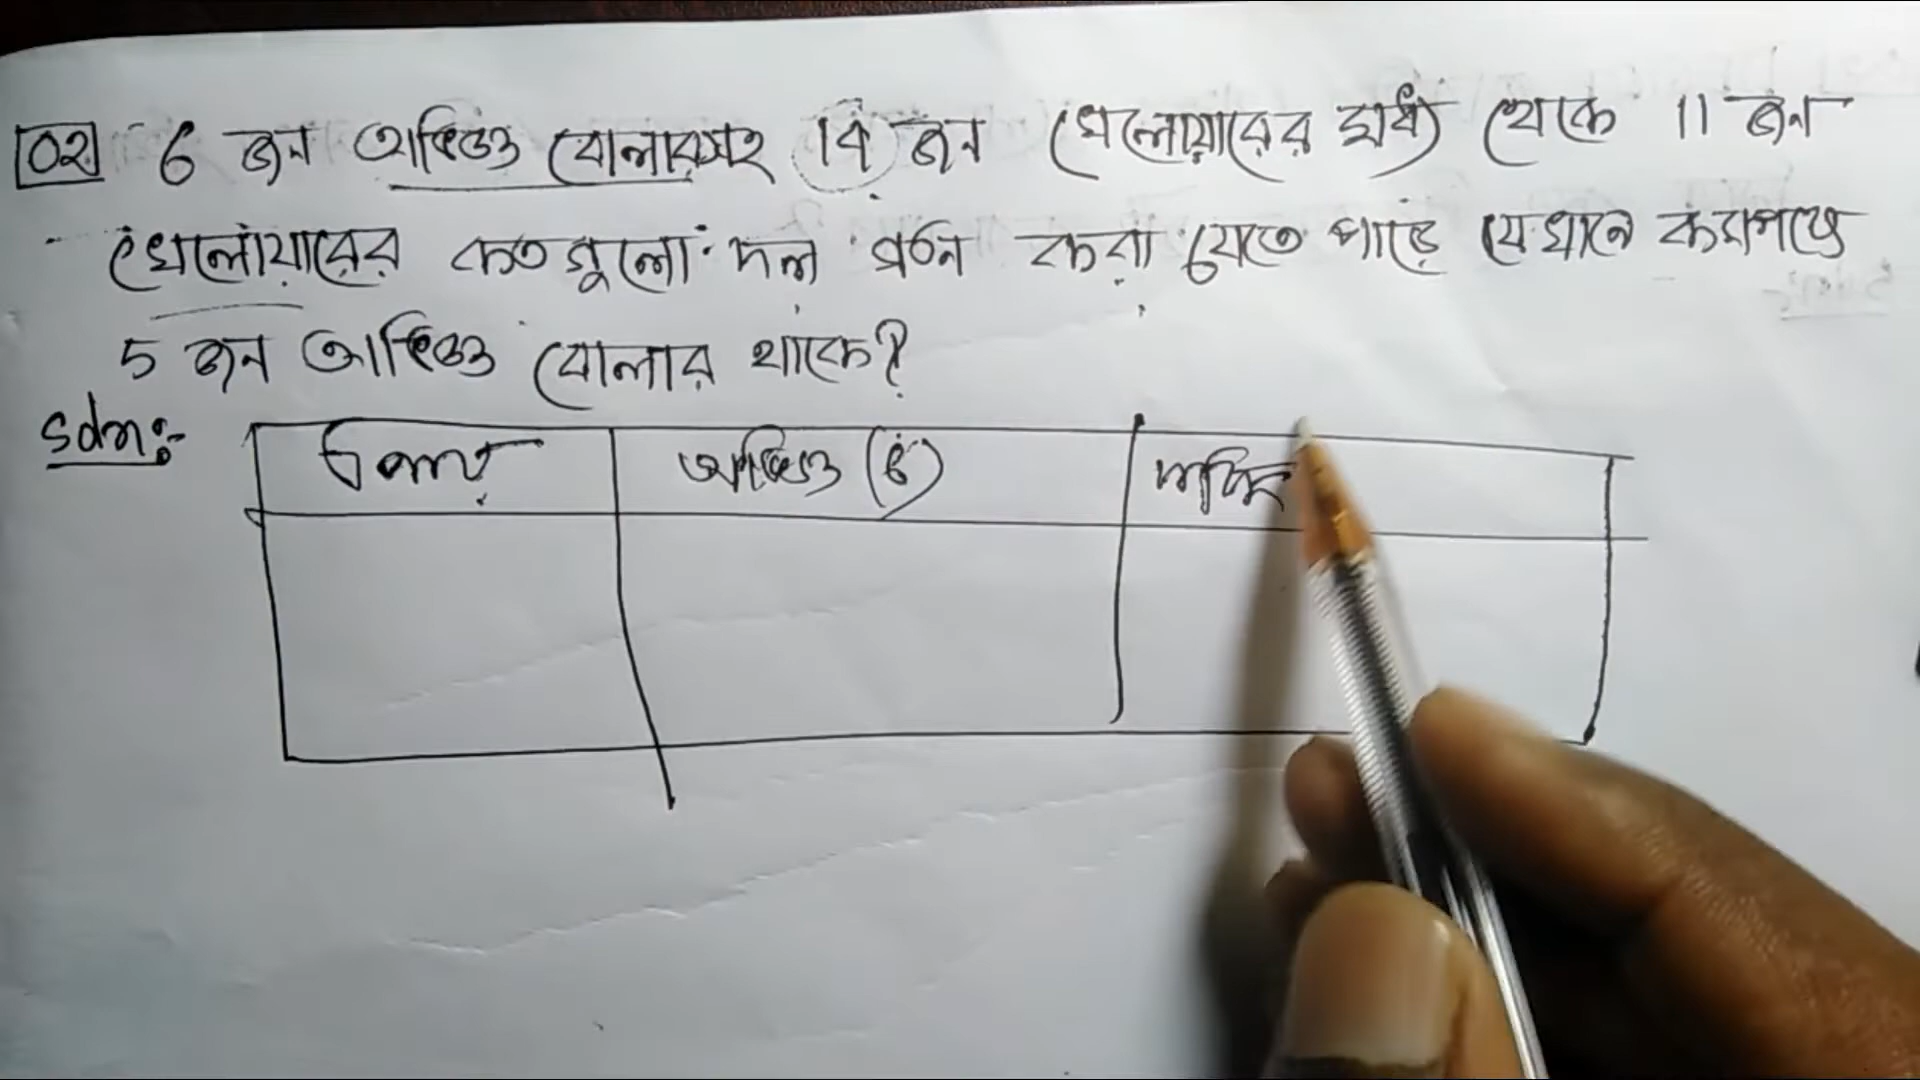 02 6 জন অভিজ্ঞ বোলারসহ 14 জন খেলোয়ারের মধ্য থেকে 11 জন
খেলোয়ারের কতগুলো দল গঠন করা যেতে পারে যেখানে কমপক্ষে
5 জন অভিজ্ঞ বোলার থাকে?
Soln:-
উপায় অভিজ্ঞ (6)